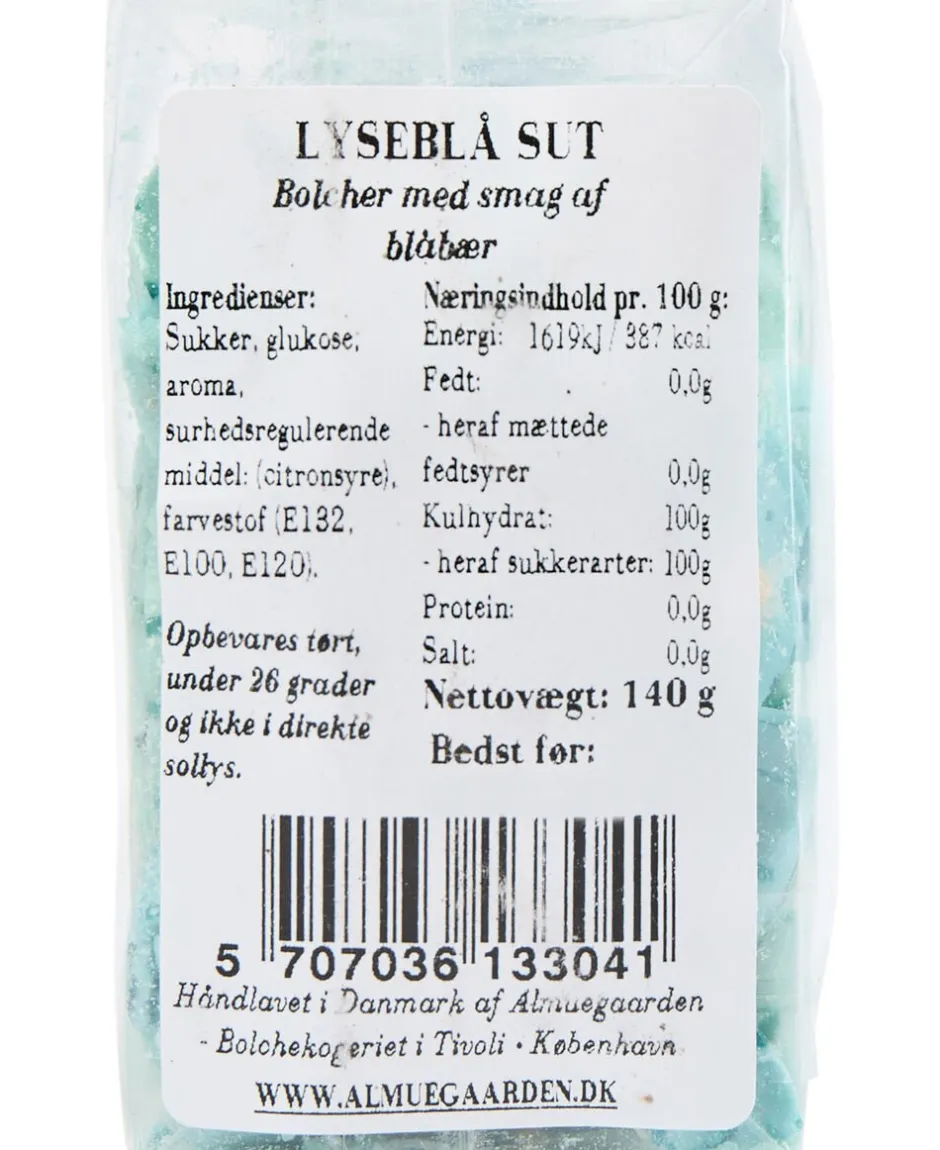 LYSEBLÅ SUT
Bolcher med smag af
blåbær
Ingredienser:
Sukker, glukose,
aroma,
surhedsregulerende
middel: (citronsyre),
farvestof (E132,
E100, E120).
Opbevares tørt,
under 26 grader
og ikke i direkte
sollys.
Næringsindhold pr. 100 g:
Energi: 1619kJ / 387 kcal
Fedt: 0,0g
- heraf mættede
fedtsyrer 0,0g
Kulhydrat: 100g
- heraf sukkerarter: 100g
Protein: 0,0g
Salt: 0,0g
Nettovægt: 140 g
Bedst før:
5 707036 133041
Håndlavet i Danmark af Almuegaarden
- Bolchekogeriet i Tivoli • København
WWW.ALMUEGAARDEN.DK